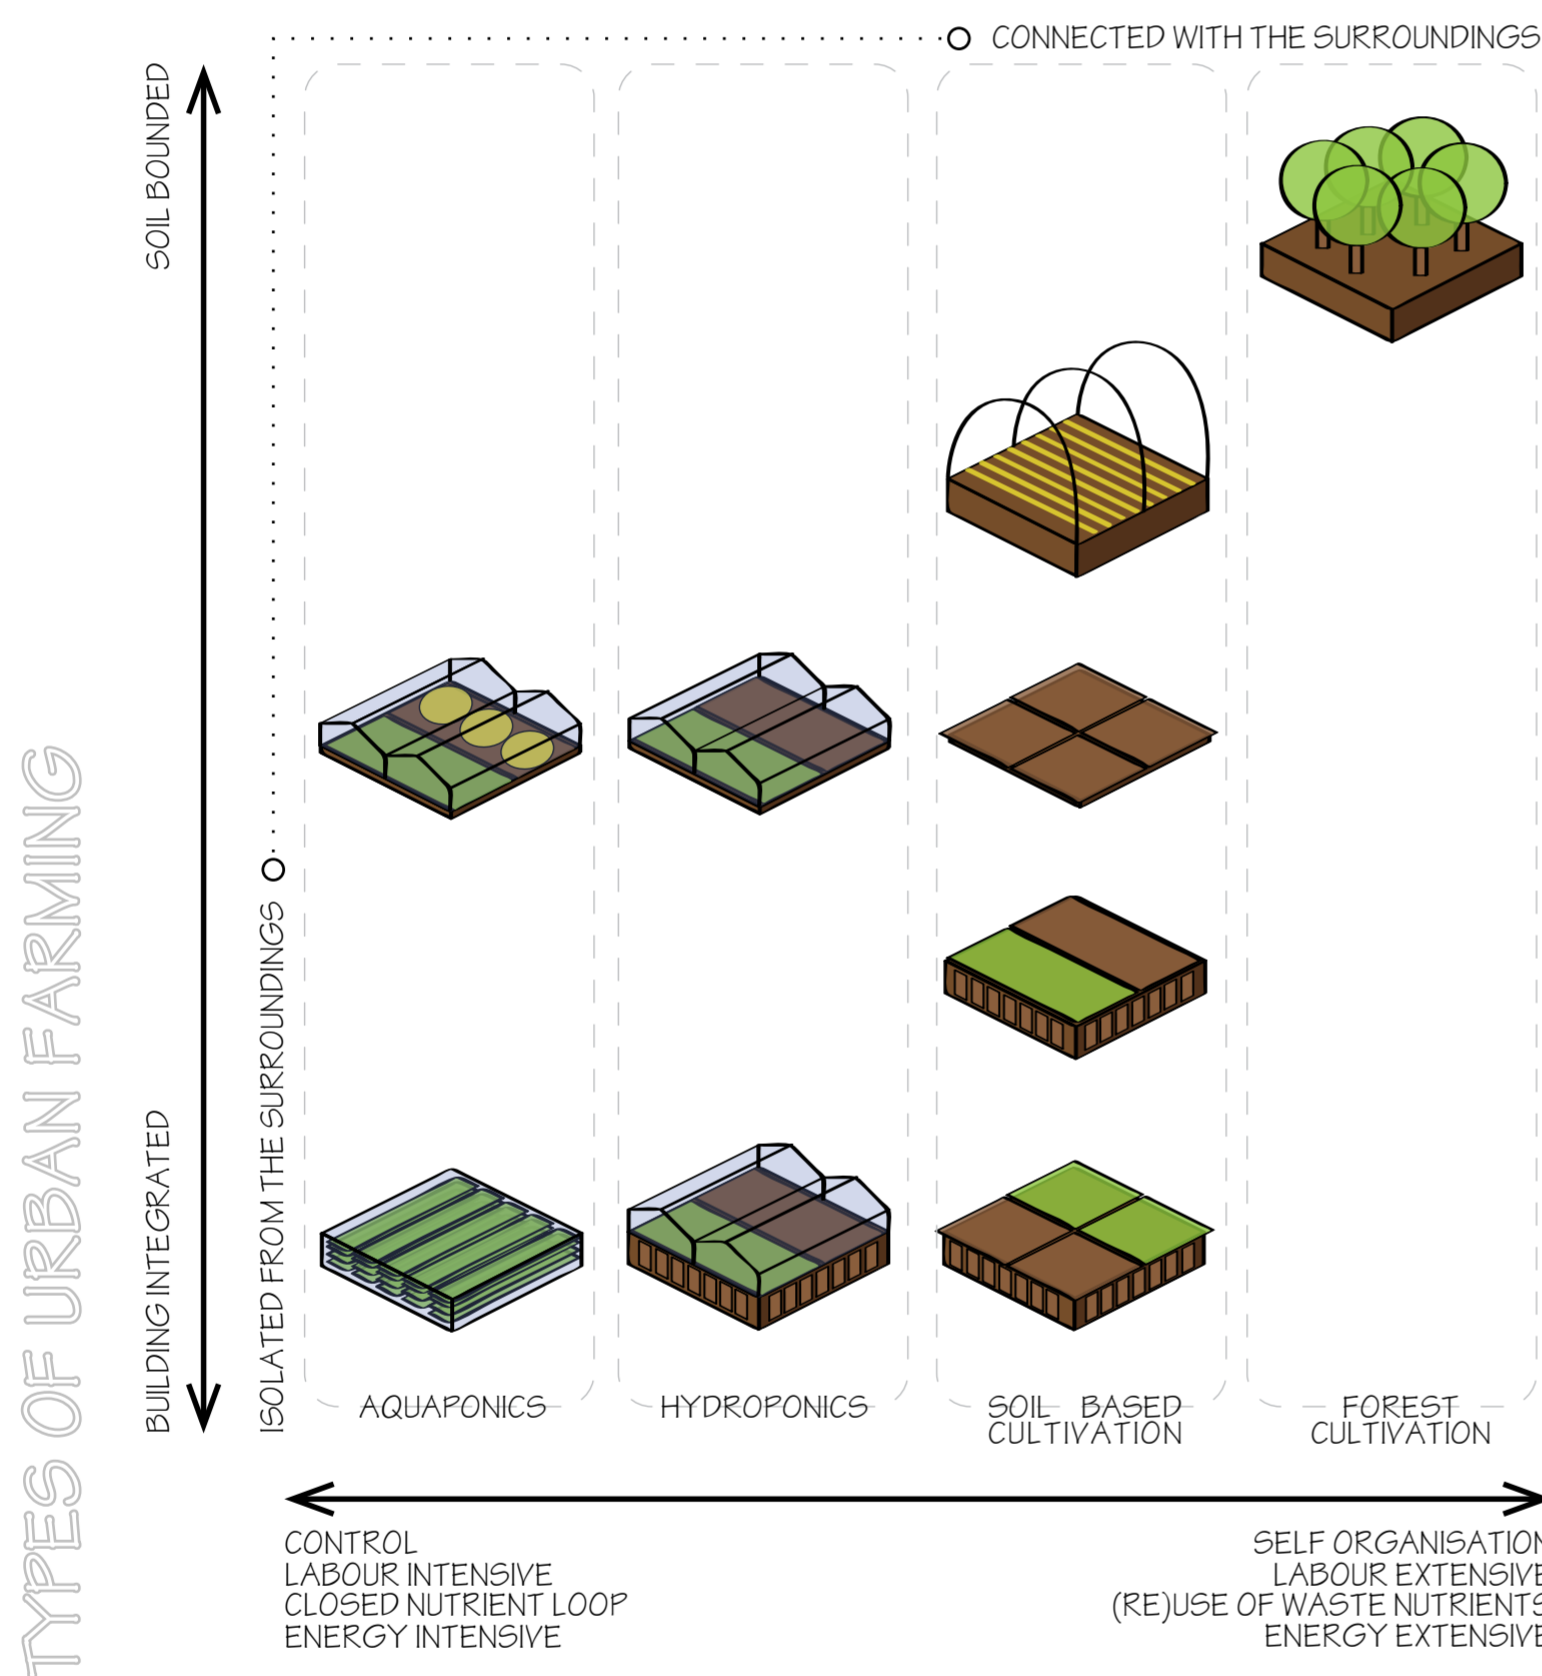 CONNECTED WITH THE SURROUNDINGS
SOIL BOUNDED
TYPES OF URBAN FARMING
ISOLATED FROM THE SURROUNDINGS
BUILDING INTEGRATED
AQUAPONICS
HYDROPONICS
SOIL BASED
CULTIVATION
FOREST
CULTIVATION
CONTROL
LABOUR INTENSIVE
CLOSED NUTRIENT LOOP
ENERGY INTENSIVE
SELF ORGANISATION
LABOUR EXTENSIVE
(RE)USE OF WASTE NUTRIENTS
ENERGY EXTENSIVE